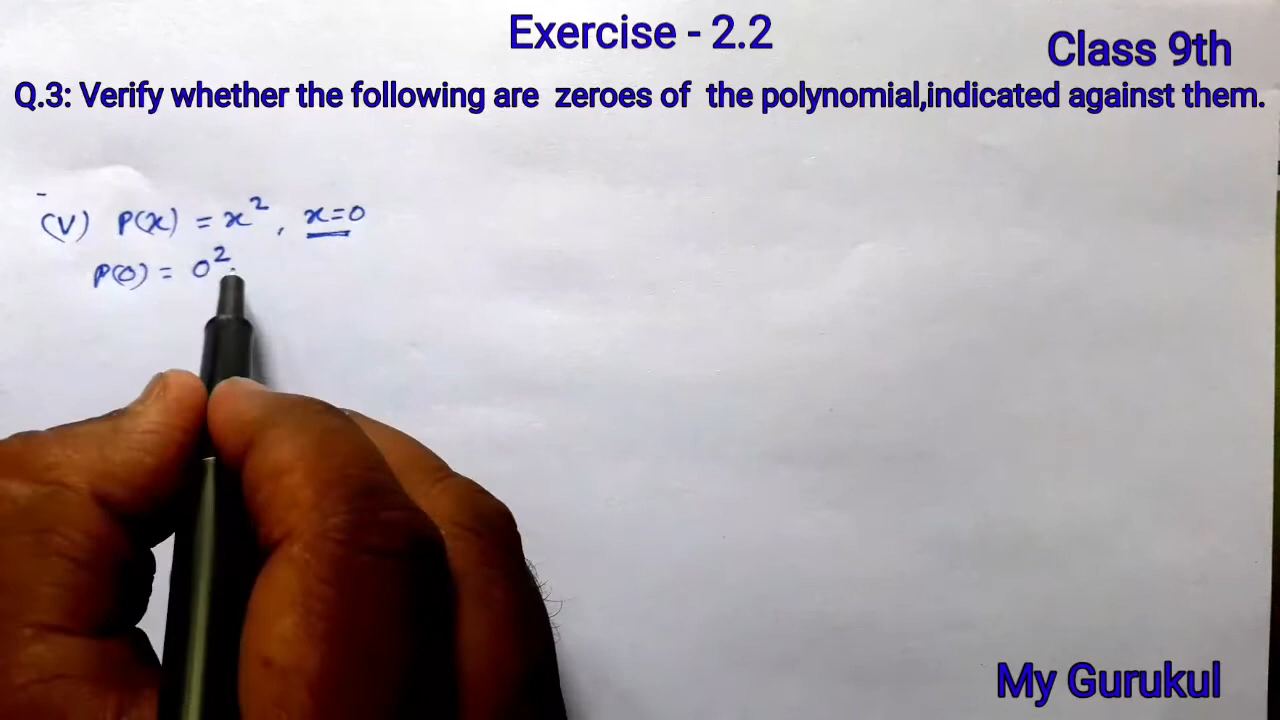 Exercise - 2.2
Class 9th
Q.3: Verify whether the following are zeroes of the polynomial,indicated against them.
(V) P(x) = x², x=0
P(0) = 0²
My Gurukul